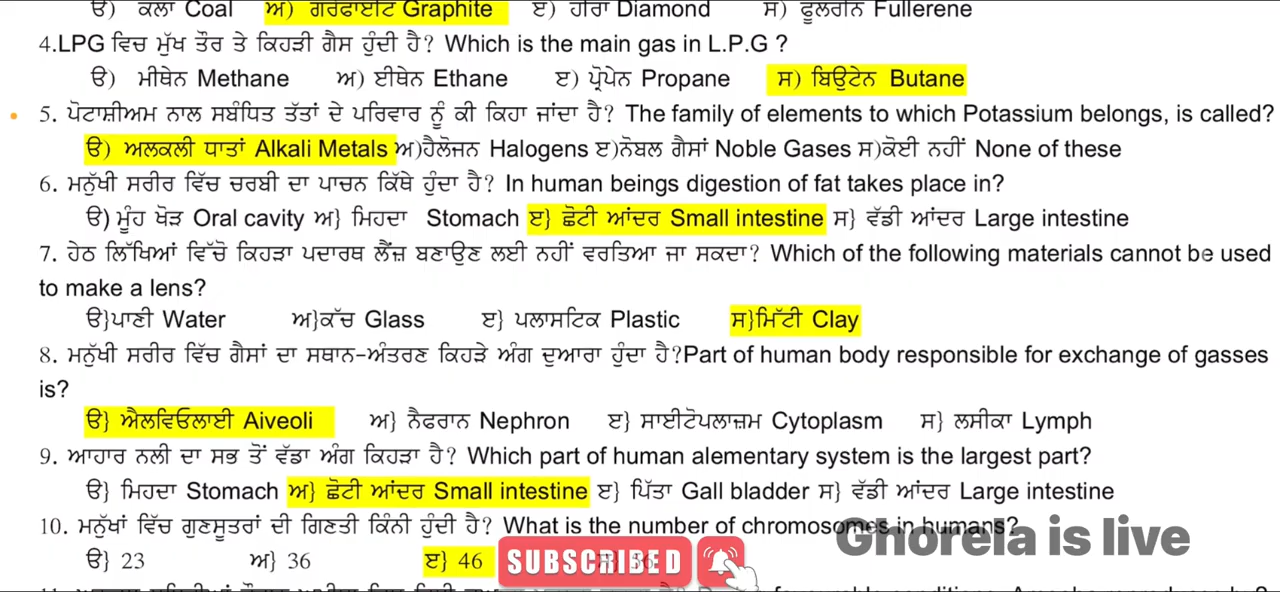 ੳ) ਕੋਲਾ Coal ਅ) ਗਰੇਫਾਈਟ Graphite ੲ) ਹੀਰਾ Diamond ਸ) ਫੂਲਰੀਨ Fullerene
4.LPG ਵਿਚ ਮੁੱਖ ਤੌਰ ਤੇ ਕਿਹੜੀ ਗੈਸ ਹੁੰਦੀ ਹੈ? Which is the main gas in L.P.G ?
ੳ) ਮੀਥੇਨ Methane ਅ) ਈਥੇਨ Ethane ੲ) ਪ੍ਰੋਪੇਨ Propane ਸ) ਬਿਊਟੇਨ Butane
5. ਪੋਟਾਸ਼ੀਅਮ ਨਾਲ ਸਬੰਧਿਤ ਤੱਤਾਂ ਦੇ ਪਰਿਵਾਰ ਨੂੰ ਕੀ ਕਿਹਾ ਜਾਂਦਾ ਹੈ? The family of elements to which Potassium belongs, is called?
ੳ) ਅਲਕਲੀ ਧਾਤਾਂ Alkali Metals ਅ)ਹੈਲੋਜਨ Halogens ੲ)ਨੋਬਲ ਗੈਸਾਂ Noble Gases ਸ)ਕੋਈ ਨਹੀਂ None of these
6. ਮਨੁੱਖੀ ਸਰੀਰ ਵਿੱਚ ਚਰਬੀ ਦਾ ਪਾਚਨ ਕਿੱਥੇ ਹੁੰਦਾ ਹੈ? In human beings digestion of fat takes place in?
ੳ) ਮੂੰਹ ਖੋੜ Oral cavity ਅ} ਮਿਹਦਾ Stomach ੲ} ਛੋਟੀ ਆਂਦਰ Small intestine ਸ} ਵੱਡੀ ਆਂਦਰ Large intestine
7. ਹੇਠ ਲਿੱਖਿਆਂ ਵਿੱਚੋ ਕਿਹੜਾ ਪਦਾਰਥ ਲੈਂਜ਼ ਬਣਾਉਣ ਲਈ ਨਹੀਂ ਵਰਤਿਆ ਜਾ ਸਕਦਾ? Which of the following materials cannot be used
to make a lens?
ੳ}ਪਾਣੀ Water ਅ}ਕੱਚ Glass ੲ} ਪਲਾਸਟਿਕ Plastic ਸ}ਮਿੱਟੀ Clay
8. ਮਨੁੱਖੀ ਸਰੀਰ ਵਿੱਚ ਗੈਸਾਂ ਦਾ ਸਥਾਨ-ਅੰਤਰਣ ਕਿਹੜੇ ਅੰਗ ਦੁਆਰਾ ਹੁੰਦਾ ਹੈ?Part of human body responsible for exchange of gasses
is?
ੳ} ਐਲਵਿਓਲਾਈ Aiveoli ਅ} ਨੈਫਰਾਨ Nephron ੲ} ਸਾਈਟੋਪਲਾਜ਼ਮ Cytoplasm ਸ} ਲਸੀਕਾ Lymph
9. ਆਹਾਰ ਨਲੀ ਦਾ ਸਭ ਤੋਂ ਵੱਡਾ ਅੰਗ ਕਿਹੜਾ ਹੈ? Which part of human alementary system is the largest part?
ੳ} ਮਿਹਦਾ Stomach ਅ} ਛੋਟੀ ਆਂਦਰ Small intestine ੲ} ਪਿੱਤਾ Gall bladder ਸ} ਵੱਡੀ ਆਂਦਰ Large intestine
10. ਮਨੁੱਖਾਂ ਵਿੱਚ ਗੁਣਸੂਤਰਾਂ ਦੀ ਗਿਣਤੀ ਕਿੰਨੀ ਹੁੰਦੀ ਹੈ? What is the number of chromosomes in humans?
Ghorela is live
ੳ} 23 ਅ} 36 ੲ} 46
SUBSCRIBED